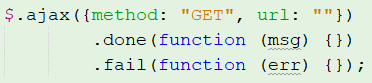 $.ajax({method: "GET", url: ""})
.done(function (msg) {})
.fail(function (err) {});